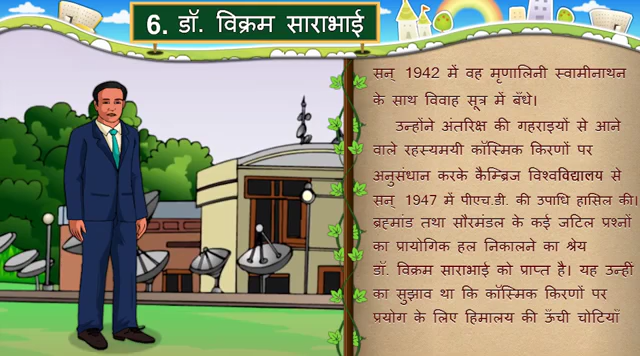 6. डॉ. विक्रम साराभाई
सन् 1942 में वह मृणालिनी स्वामीनाथन
के साथ विवाह सूत्र में बँधे।
उन्होंने अंतरिक्ष की गहराइयों से आने
वाले रहस्यमयी कॉस्मिक किरणों पर
अनुसंधान करके कैम्ब्रिज विश्वविद्यालय से
सन् 1947 में पीएच.डी. की उपाधि हासिल की।
ब्रह्मांड तथा सौरमंडल के कई जटिल प्रश्नों
का प्रायोगिक हल निकालने का श्रेय
डॉ. विक्रम साराभाई को प्राप्त है। यह उन्हीं
का सुझाव था कि कॉस्मिक किरणों पर
प्रयोग के लिए हिमालय की ऊँची चोटियाँ